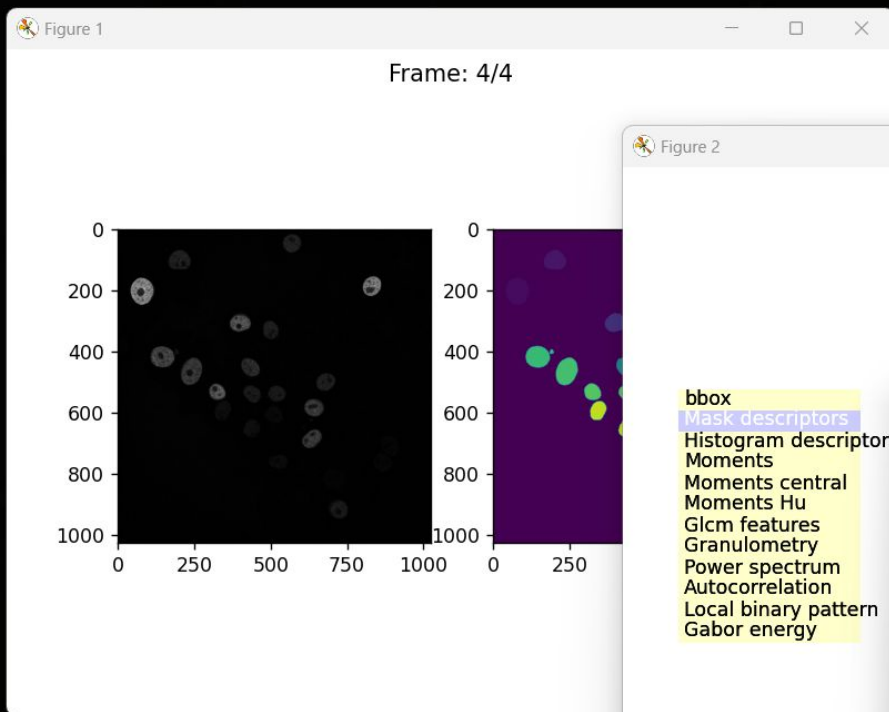 Figure 1
Frame: 4/4
Figure 2
0
200
400
600
800
1000
0
250
500
750
1000
0
200
400
600
800
1000
0
250
bbox
Mask descriptors
Histogram descriptor
Moments
Moments central
Moments Hu
Glcm features
Granulometry
Power spectrum
Autocorrelation
Local binary pattern
Gabor energy